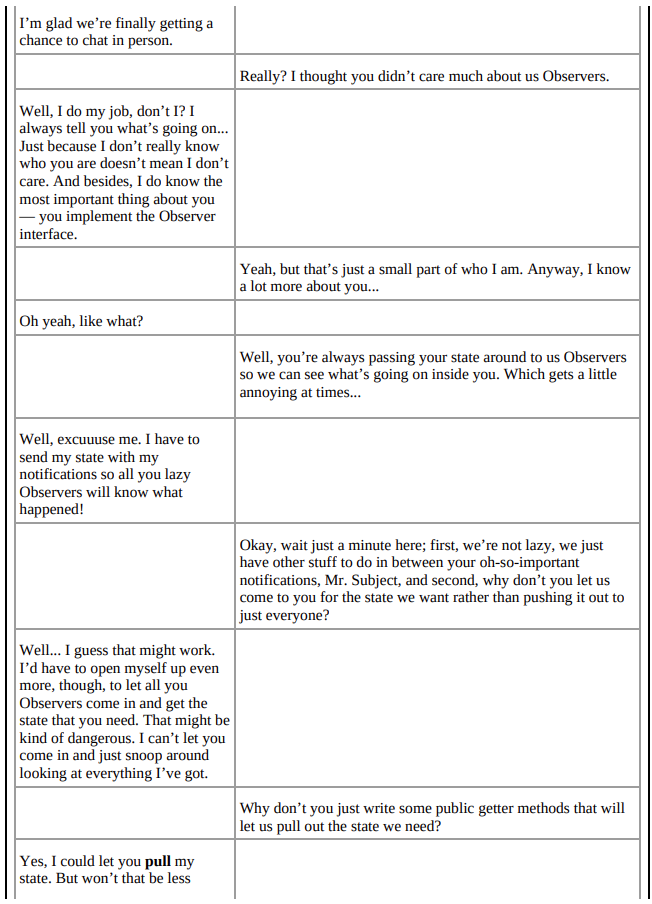 I’m glad we’re finally getting a
chance to chat in person.
Really? I thought you didn’t care much about us Observers.
Well, I do my job, don’t I? I
always tell you what’s going on...
Just because I don’t really know
who you are doesn’t mean I don’t
care. And besides, I do know the
most important thing about you
— you implement the Observer
interface.
Yeah, but that’s just a small part of who I am. Anyway, I know
a lot more about you...
Oh yeah, like what?
Well, you’re always passing your state around to us Observers
so we can see what’s going on inside you. Which gets a little
annoying at times...
Well, excuuuse me. I have to
send my state with my
notifications so all you lazy
Observers will know what
happened!
Okay, wait just a minute here; first, we’re not lazy, we just
have other stuff to do in between your oh-so-important
notifications, Mr. Subject, and second, why don’t you let us
come to you for the state we want rather than pushing it out to
just everyone?
Well... I guess that might work.
I’d have to open myself up even
more, though, to let all you
Observers come in and get the
state that you need. That might be
kind of dangerous. I can’t let you
come in and just snoop around
looking at everything I’ve got.
Why don’t you just write some public getter methods that will
let us pull out the state we need?
Yes, I could let you pull my
state. But won’t that be less